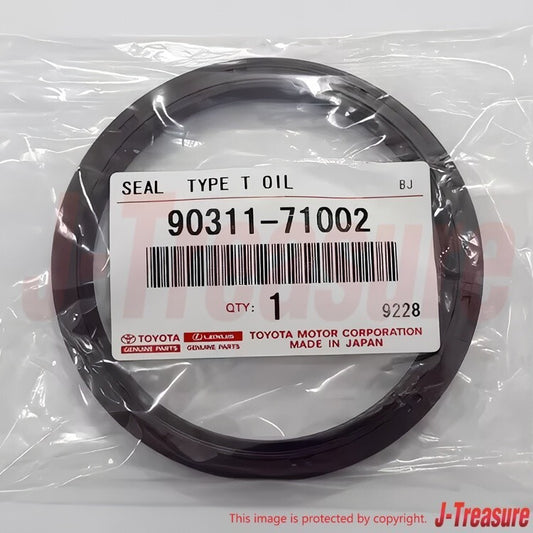 SEAL TYPE T OIL BJ
90311-71002
QTY: 1 9228
TOYOTA LEXUS TOYOTA MOTOR CORPORATION
GENUINE PARTS GENUINE PARTS MADE IN JAPAN
J-Treasure
This image is protected by copyright. J-Treasure